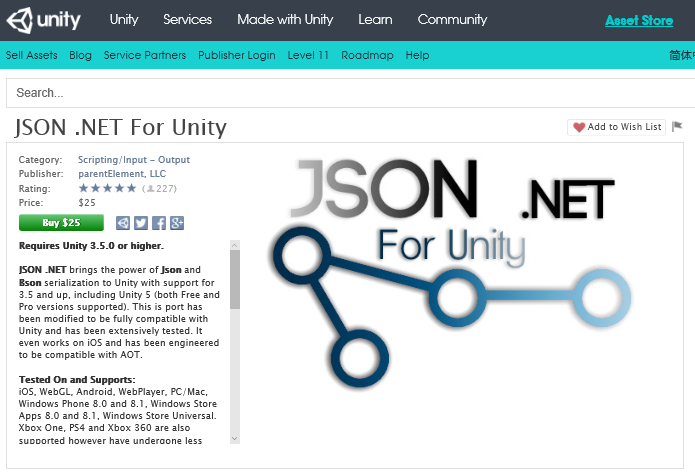 unity
Unity Services Made with Unity Learn Community Asset Store
Sell Assets Blog Service Partners Publisher Login Level 11 Roadmap Help 简体中
Search...
JSON .NET For Unity
Add to Wish List
Category: Scripting/Input - Output
Publisher: parentElement, LLC
Rating: (227)
Price: $25
Buy $25
Requires Unity 3.5.0 or higher.
JSON .NET brings the power of Json and
Bson serialization to Unity with support for
3.5 and up, including Unity 5 (both Free and
Pro versions supported). This is port has
been modified to be fully compatible with
Unity and has been extensively tested. It
even works on iOS and has been engineered
to be compatible with AOT.
Tested On and Supports:
iOS, WebGL, Android, WebPlayer, PC/Mac,
Windows Phone 8.0 and 8.1, Windows Store
Apps 8.0 and 8.1, Windows Store Universal.
Xbox One, PS4 and Xbox 360 are also
supported however have undergone less
JSON .NET
For Unity